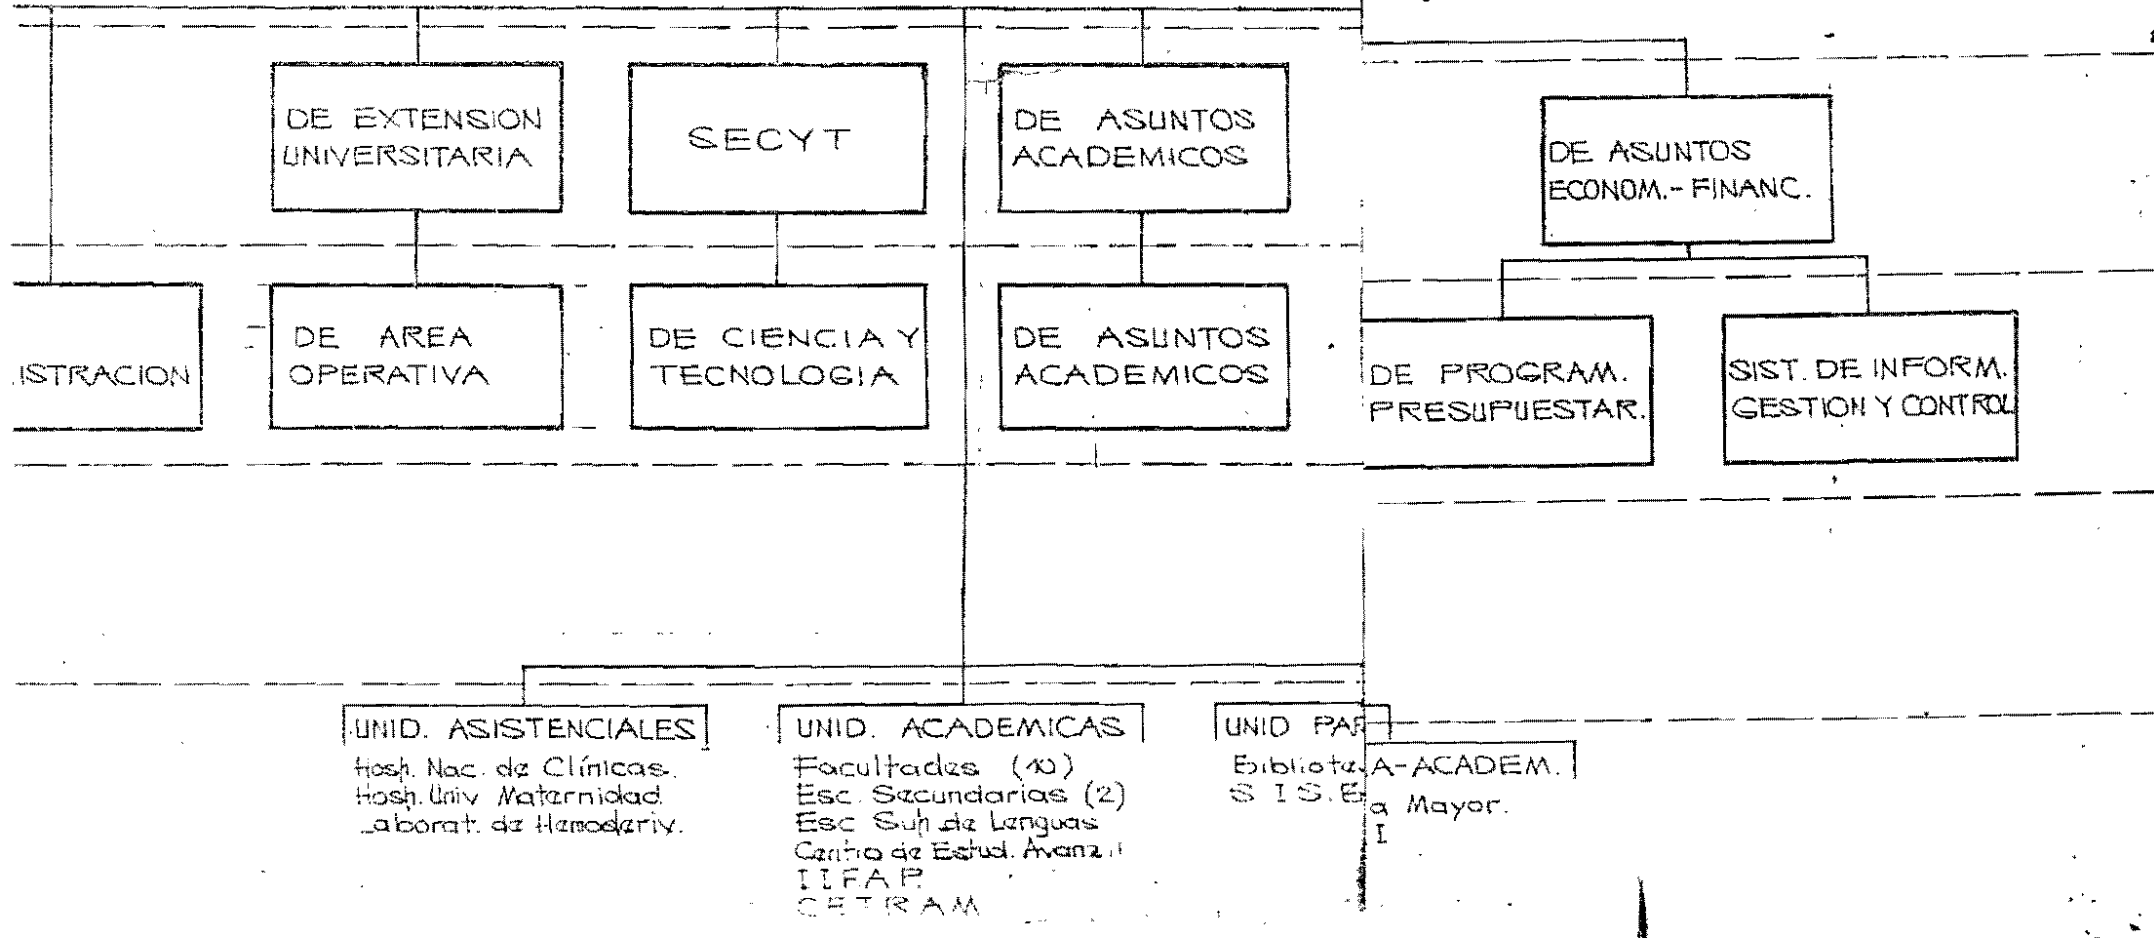 DE EXTENSION
UNIVERSITARIA
SECYT
DE ASUNTOS
ACADEMICOS
DE ASUNTOS
ECONOM.-FINANC.
ISTRACION
DE AREA
OPERATIVA
DE CIENCIA Y
TECNOLOGIA
DE ASUNTOS
ACADEMICOS
DE PROGRAM.
PRESUPUESTAR.
SIST. DE INFORM.
GESTION Y CONTROL
UNID. ASISTENCIALES
Hosp. Nac. de Clínicas.
Hosp. Univ Maternidad.
Laborat. de Hemoderiv.
UNID. ACADEMICAS
Facultades (10)
Esc. Secundarias (2)
Esc Sup de Lenguas
Centro de Estud. Avanz.
IIFAP.
CETRAM
UNID PAR
Bibliote
S I S. E
A-ACADEM.
a Mayor.
I